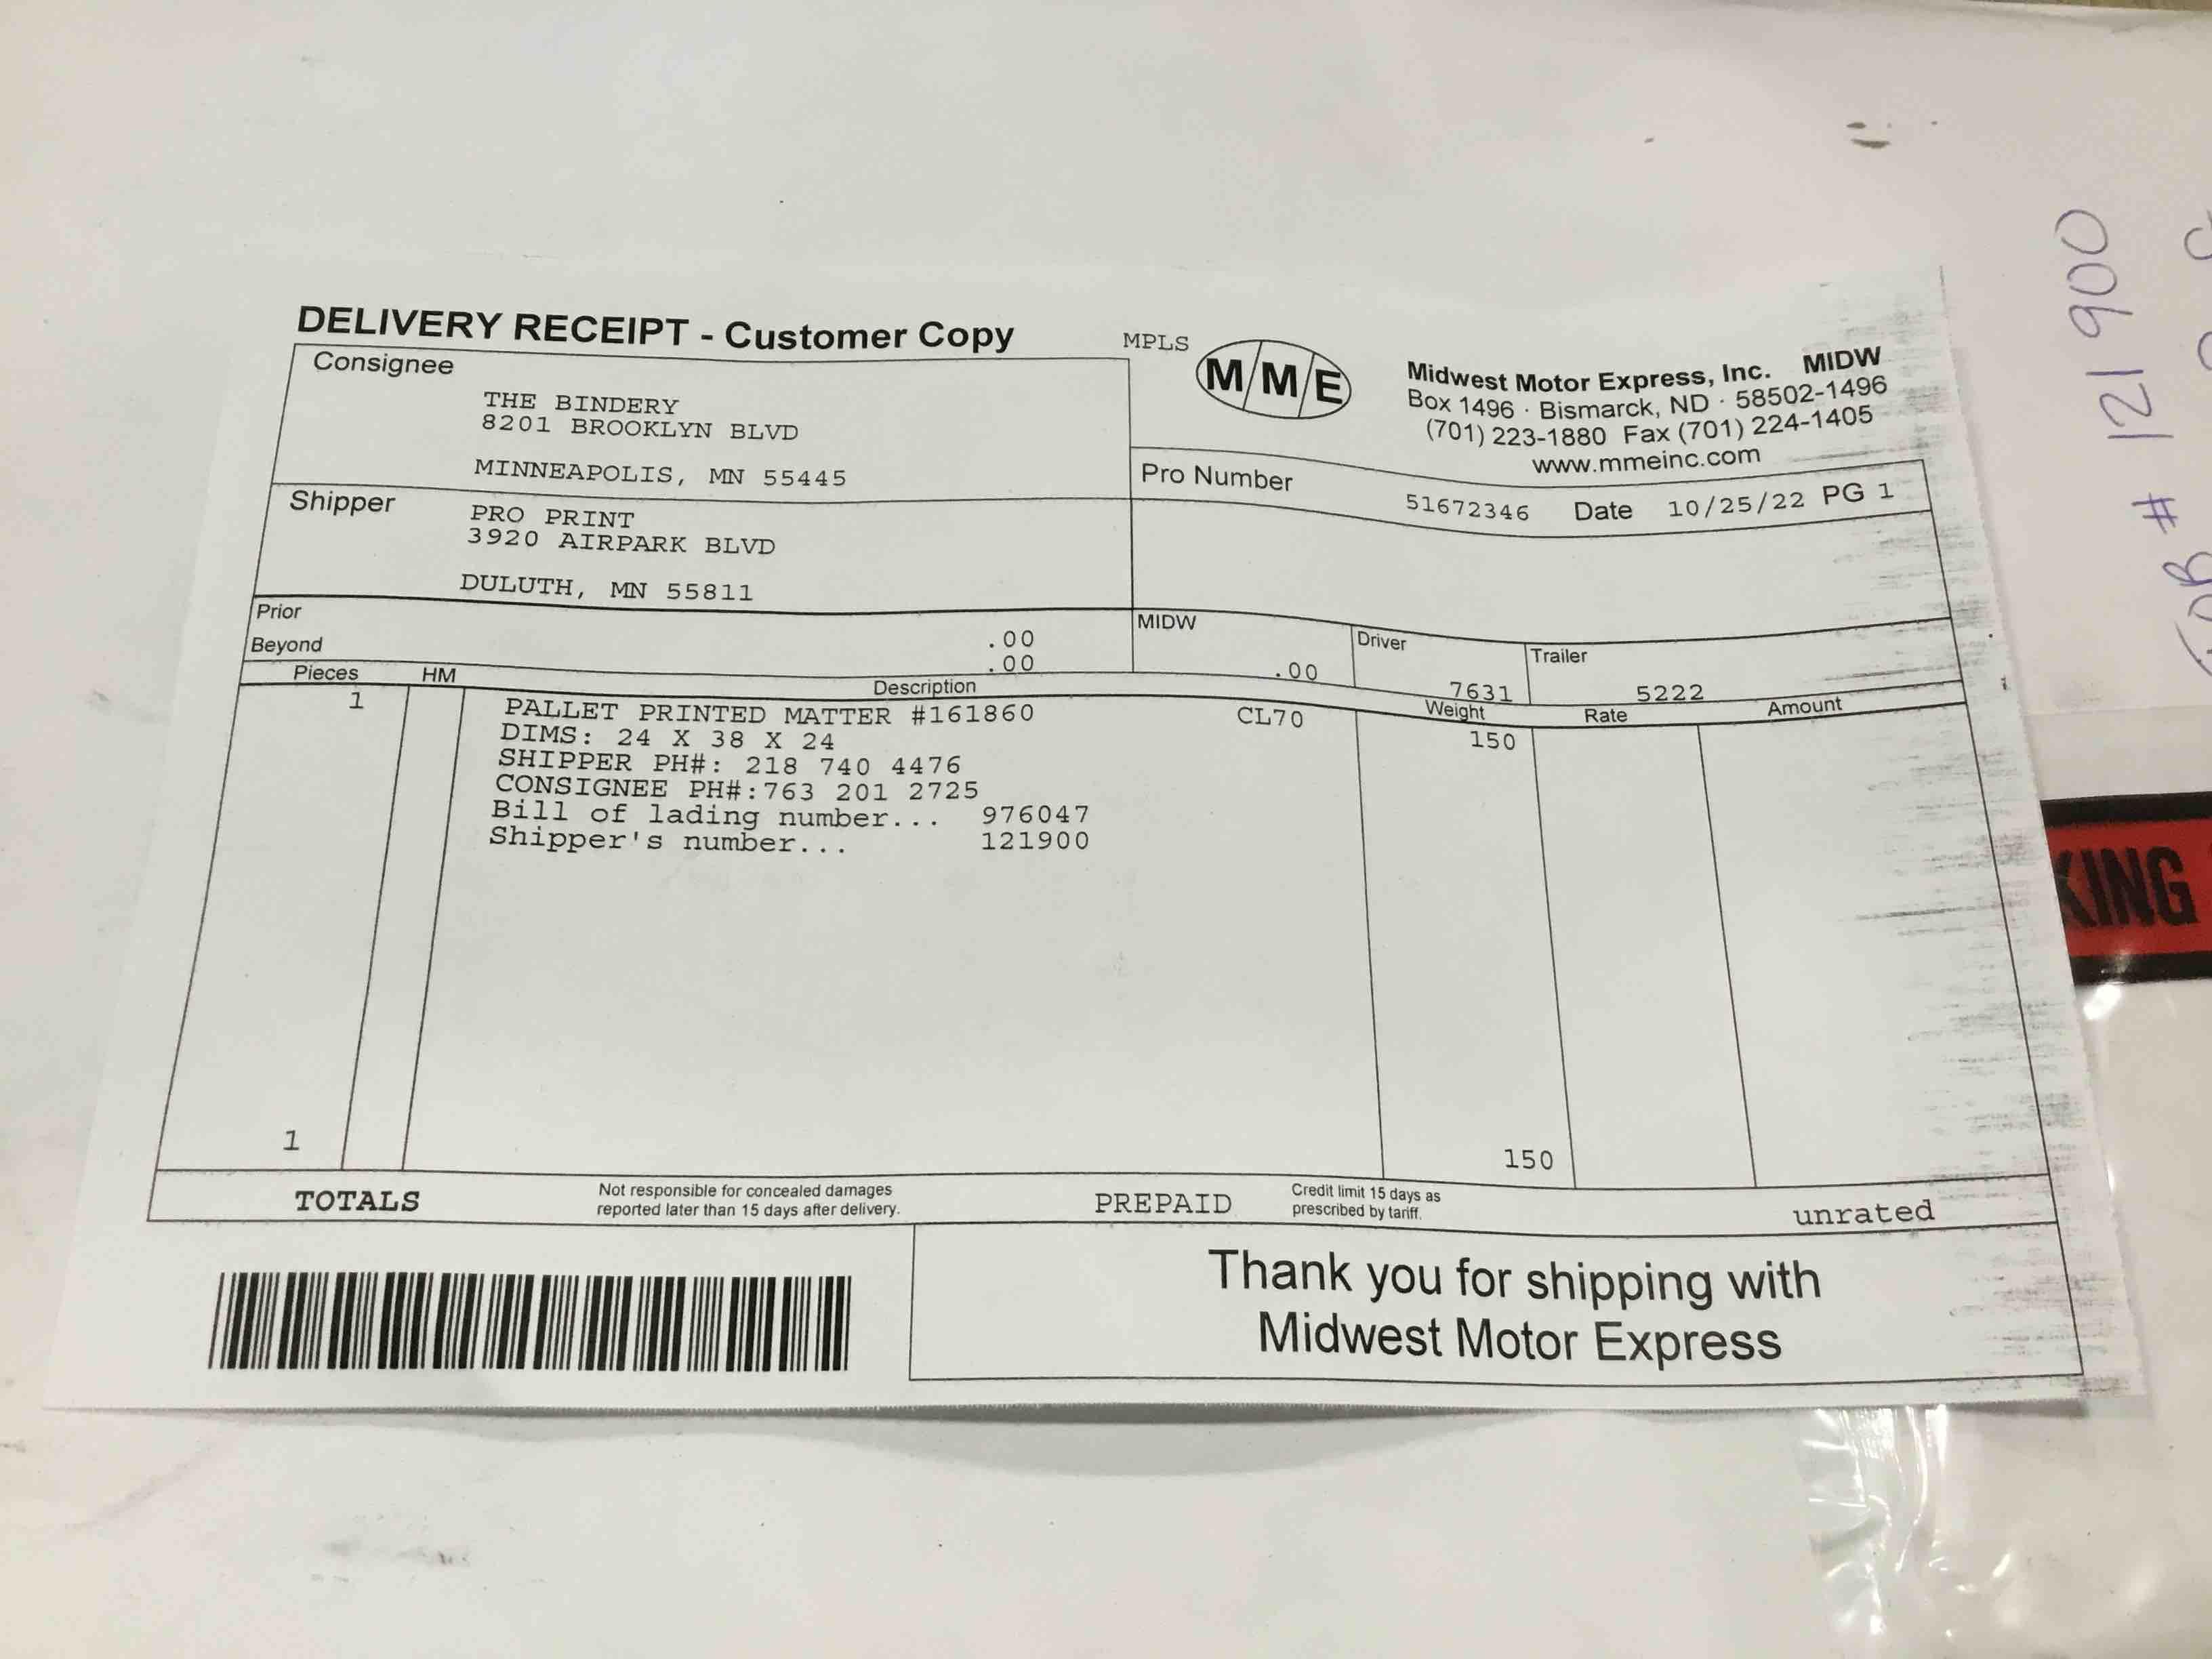 DELIVERY RECEIPT - Customer Copy
MPLS
M/M/E
Midwest Motor Express, Inc. MIDW
Box 1496 · Bismarck, ND · 58502-1496
(701) 223-1880 Fax (701) 224-1405
www.mmeinc.com
Consignee
THE BINDERY
8201 BROOKLYN BLVD
MINNEAPOLIS, MN 55445
Pro Number 51672346 Date 10/25/22 PG 1
Shipper
PRO PRINT
3920 AIRPARK BLVD
DULUTH, MN 55811
Prior .00
Beyond .00
MIDW .00
Driver 7631
Trailer 5222
Pieces HM Description Weight Rate Amount
1 PALLET PRINTED MATTER #161860 CL70 150
DIMS: 24 X 38 X 24
SHIPPER PH#: 218 740 4476
CONSIGNEE PH#:763 201 2725
Bill of lading number... 976047
Shipper's number... 121900
1 150
TOTALS
Not responsible for concealed damages
reported later than 15 days after delivery.
PREPAID
Credit limit 15 days as
prescribed by tariff.
unrated
Thank you for shipping with
Midwest Motor Express
# 121900
KING